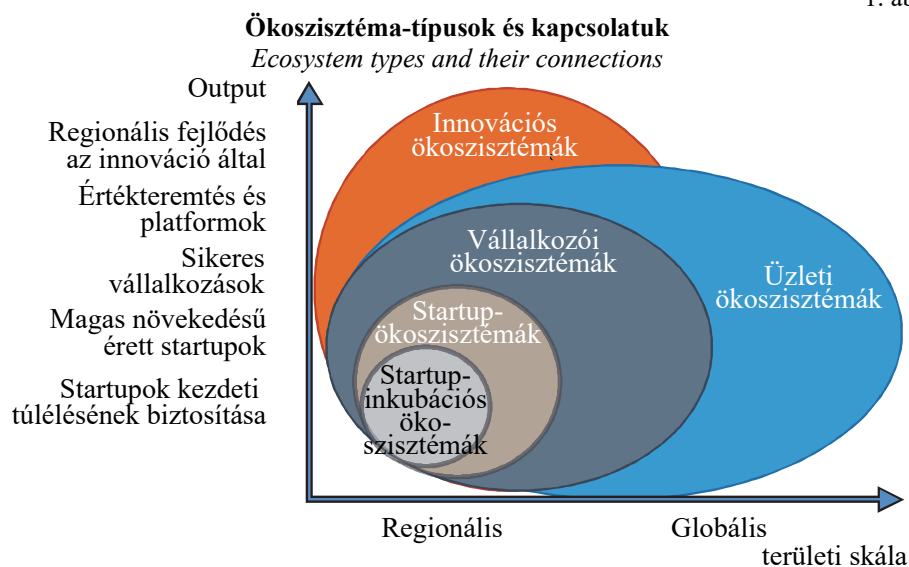 1. áb
Ökoszisztéma-típusok és kapcsolatuk
Ecosystem types and their connections
Output
Regionális fejlődés
az innováció által
Értékteremtés és
platformok
Sikeres
vállalkozások
Magas növekedésű
érett startupok
Startupok kezdeti
túlélésének biztosítása
Innovációs
ökoszisztémák
Vállalkozói
ökoszisztémák
Üzleti
ökoszisztémák
Startup-
ökoszisztémák
Startup-
inkubációs
öko-
szisztémák
Regionális
Globális
területi skála